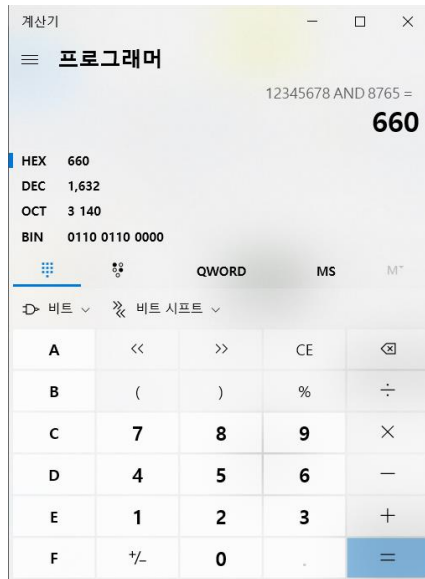 계산기
프로그래머
12345678 AND 8765 =
660
HEX 660
DEC 1,632
OCT 3 140
BIN 0110 0110 0000
QWORD MS M˅
비트 비트 시프트
A << >> CE
B ( ) % ÷
C 7 8 9 ×
D 4 5 6 −
E 1 2 3 +
F +/− 0 . =